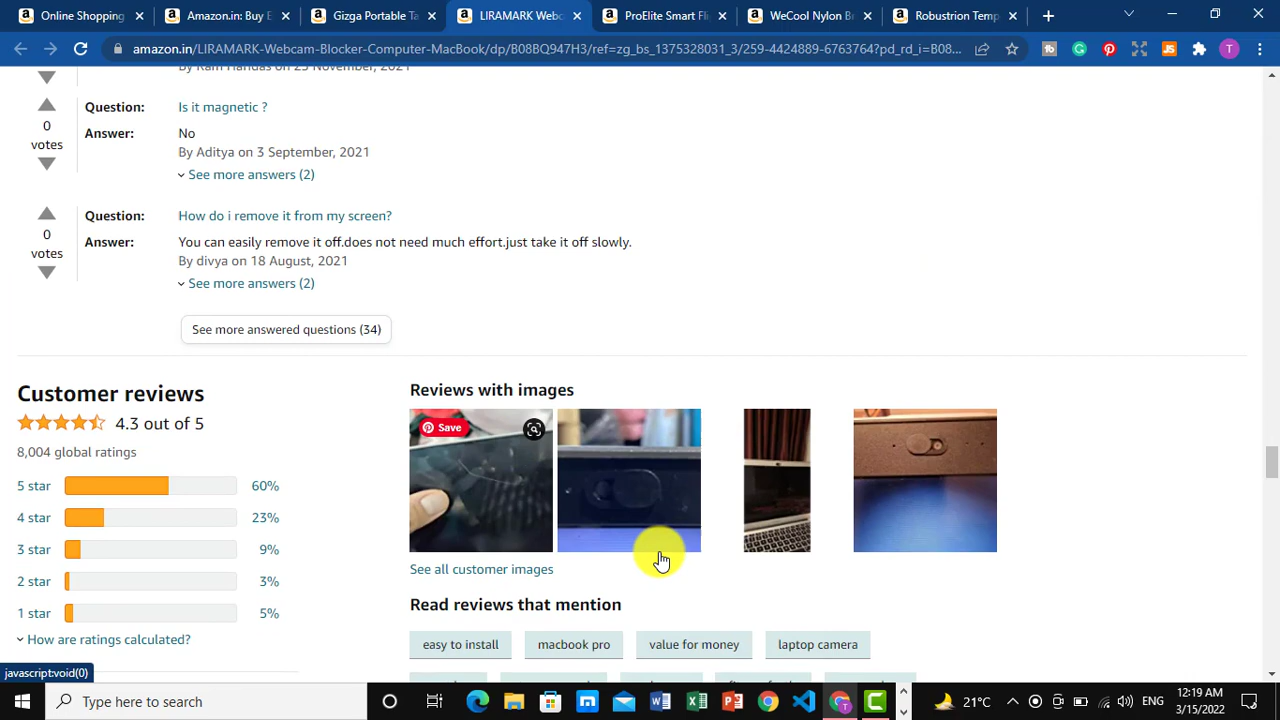 Online Shopping
Amazon.in: Buy E
Gizga Portable Ta
LIRAMARK Webc
ProElite Smart Fli
WeCool Nylon B
Robustrion Temp
amazon.in/LIRAMARK-Webcam-Blocker-Computer-MacBook/dp/B08BQ947H3/ref=zg_bs_1375328031_3/259-4424889-6763764?pd_rd_i=B08...
By Ram Handas on 25 November, 2021
Question: Is it magnetic ?
0
votes
Answer: No
By Aditya on 3 September, 2021
See more answers (2)
Question: How do i remove it from my screen?
0
votes
Answer: You can easily remove it off.does not need much effort.just take it off slowly.
By divya on 18 August, 2021
See more answers (2)
See more answered questions (34)
Customer reviews
4.3 out of 5
8,004 global ratings
5 star 60%
4 star 23%
3 star 9%
2 star 3%
1 star 5%
How are ratings calculated?
Reviews with images
Save
See all customer images
Read reviews that mention
easy to install
macbook pro
value for money
laptop camera
javascript:void(0)
Type here to search
21°C
ENG
12:19 AM
3/15/2022